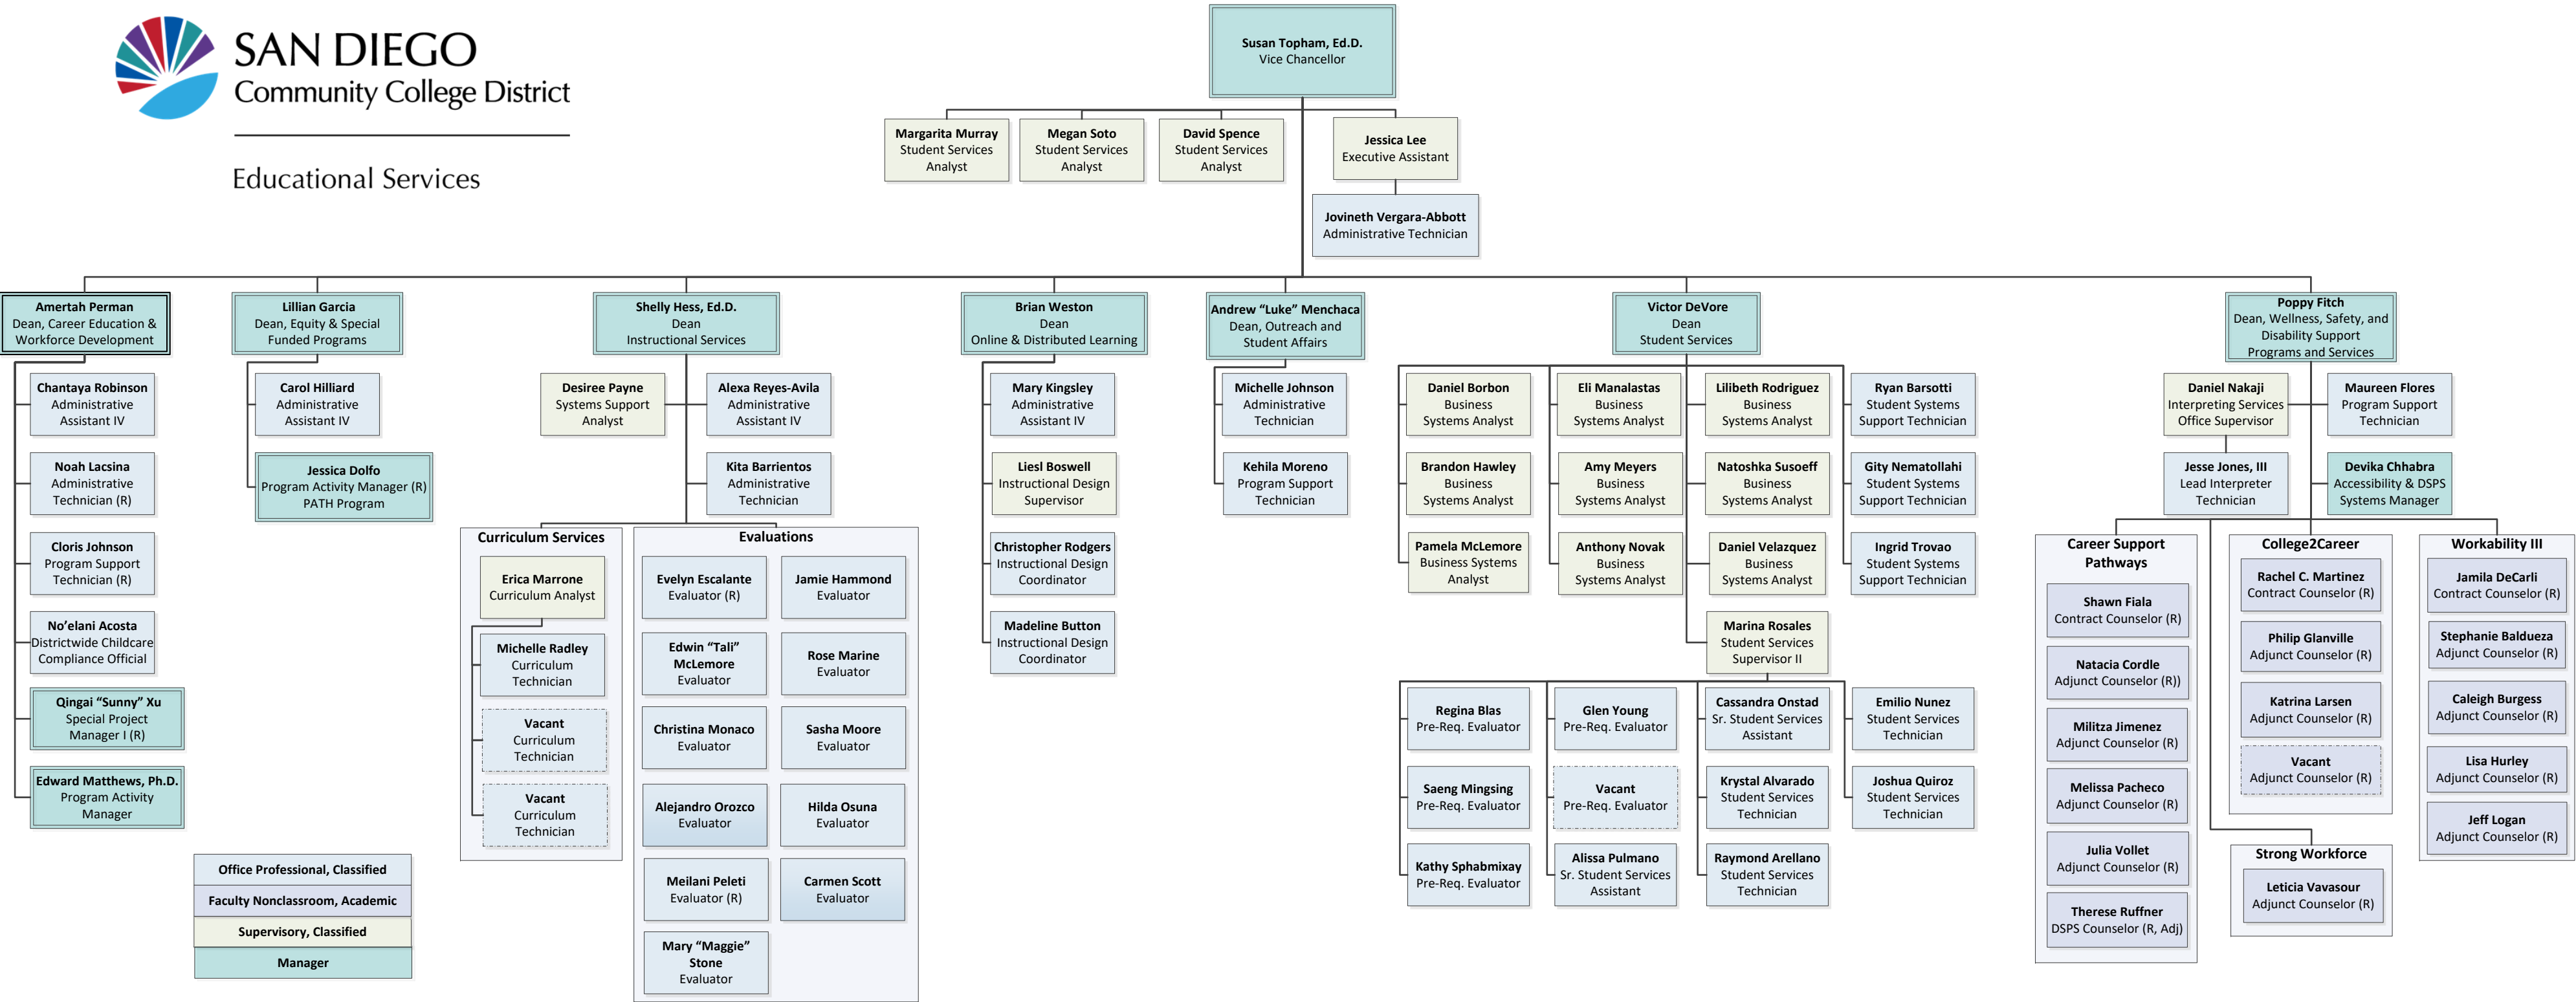 SAN DIEGO
Community College District
Educational Services
Susan Topham, Ed.D.
Vice Chancellor
Margarita Murray
Student Services
Analyst
Megan Soto
Student Services
Analyst
David Spence
Student Services
Analyst
Jessica Lee
Executive Assistant
Jovineth Vergara-Abbott
Administrative Technician
Amertah Perman
Dean, Career Education &
Workforce Development
Chantaya Robinson
Administrative
Assistant IV
Noah Lacsina
Administrative
Technician (R)
Cloris Johnson
Program Support
Technician (R)
No’elani Acosta
Districtwide Childcare
Compliance Official
Qingai “Sunny” Xu
Special Project
Manager I (R)
Edward Matthews, Ph.D.
Program Activity
Manager
Lillian Garcia
Dean, Equity & Special
Funded Programs
Carol Hilliard
Administrative
Assistant IV
Jessica Dolfo
Program Activity Manager (R)
PATH Program
Shelly Hess, Ed.D.
Dean
Instructional Services
Desiree Payne
Systems Support
Analyst
Alexa Reyes-Avila
Administrative
Assistant IV
Kita Barrientos
Administrative
Technician
Curriculum Services
Erica Marrone
Curriculum Analyst
Michelle Radley
Curriculum
Technician
Vacant
Curriculum
Technician
Vacant
Curriculum
Technician
Evaluations
Evelyn Escalante
Evaluator (R)
Jamie Hammond
Evaluator
Edwin “Tali”
McLemore
Evaluator
Rose Marine
Evaluator
Christina Monaco
Evaluator
Sasha Moore
Evaluator
Alejandro Orozco
Evaluator
Hilda Osuna
Evaluator
Meilani Peleti
Evaluator (R)
Carmen Scott
Evaluator
Mary “Maggie”
Stone
Evaluator
Brian Weston
Dean
Online & Distributed Learning
Mary Kingsley
Administrative
Assistant IV
Liesl Boswell
Instructional Design
Supervisor
Christopher Rodgers
Instructional Design
Coordinator
Madeline Button
Instructional Design
Coordinator
Andrew “Luke” Menchaca
Dean, Outreach and
Student Affairs
Michelle Johnson
Administrative
Technician
Kehila Moreno
Program Support
Technician
Victor DeVore
Dean
Student Services
Daniel Borbon
Business
Systems Analyst
Eli Manalastas
Business
Systems Analyst
Lilibeth Rodriguez
Business
Systems Analyst
Ryan Barsotti
Student Systems
Support Technician
Brandon Hawley
Business
Systems Analyst
Amy Meyers
Business
Systems Analyst
Natoshka Susoeff
Business
Systems Analyst
Gity Nematollahi
Student Systems
Support Technician
Pamela McLemore
Business Systems
Analyst
Anthony Novak
Business
Systems Analyst
Daniel Velazquez
Business
Systems Analyst
Ingrid Trovao
Student Systems
Support Technician
Marina Rosales
Student Services
Supervisor II
Regina Blas
Pre-Req. Evaluator
Glen Young
Pre-Req. Evaluator
Cassandra Onstad
Sr. Student Services
Assistant
Emilio Nunez
Student Services
Technician
Saeng Mingsing
Pre-Req. Evaluator
Vacant
Pre-Req. Evaluator
Krystal Alvarado
Student Services
Technician
Joshua Quiroz
Student Services
Technician
Kathy Sphabmixay
Pre-Req. Evaluator
Alissa Pulmano
Sr. Student Services
Assistant
Raymond Arellano
Student Services
Technician
Poppy Fitch
Dean, Wellness, Safety, and
Disability Support
Programs and Services
Daniel Nakaji
Interpreting Services
Office Supervisor
Maureen Flores
Program Support
Technician
Jesse Jones, III
Lead Interpreter
Technician
Devika Chhabra
Accessibility & DSPS
Systems Manager
Career Support
Pathways
Shawn Fiala
Contract Counselor (R)
Natacia Cordle
Adjunct Counselor (R))
Militza Jimenez
Adjunct Counselor (R)
Melissa Pacheco
Adjunct Counselor (R)
Julia Vollet
Adjunct Counselor (R)
Therese Ruffner
DSPS Counselor (R, Adj)
College2Career
Rachel C. Martinez
Contract Counselor (R)
Philip Glanville
Adjunct Counselor (R)
Katrina Larsen
Adjunct Counselor (R)
Vacant
Adjunct Counselor (R)
Strong Workforce
Leticia Vavasour
Adjunct Counselor (R)
Workability III
Jamila DeCarli
Contract Counselor (R)
Stephanie Baldueza
Adjunct Counselor (R)
Caleigh Burgess
Adjunct Counselor (R)
Lisa Hurley
Adjunct Counselor (R)
Jeff Logan
Adjunct Counselor (R)
Office Professional, Classified
Faculty Nonclassroom, Academic
Supervisory, Classified
Manager